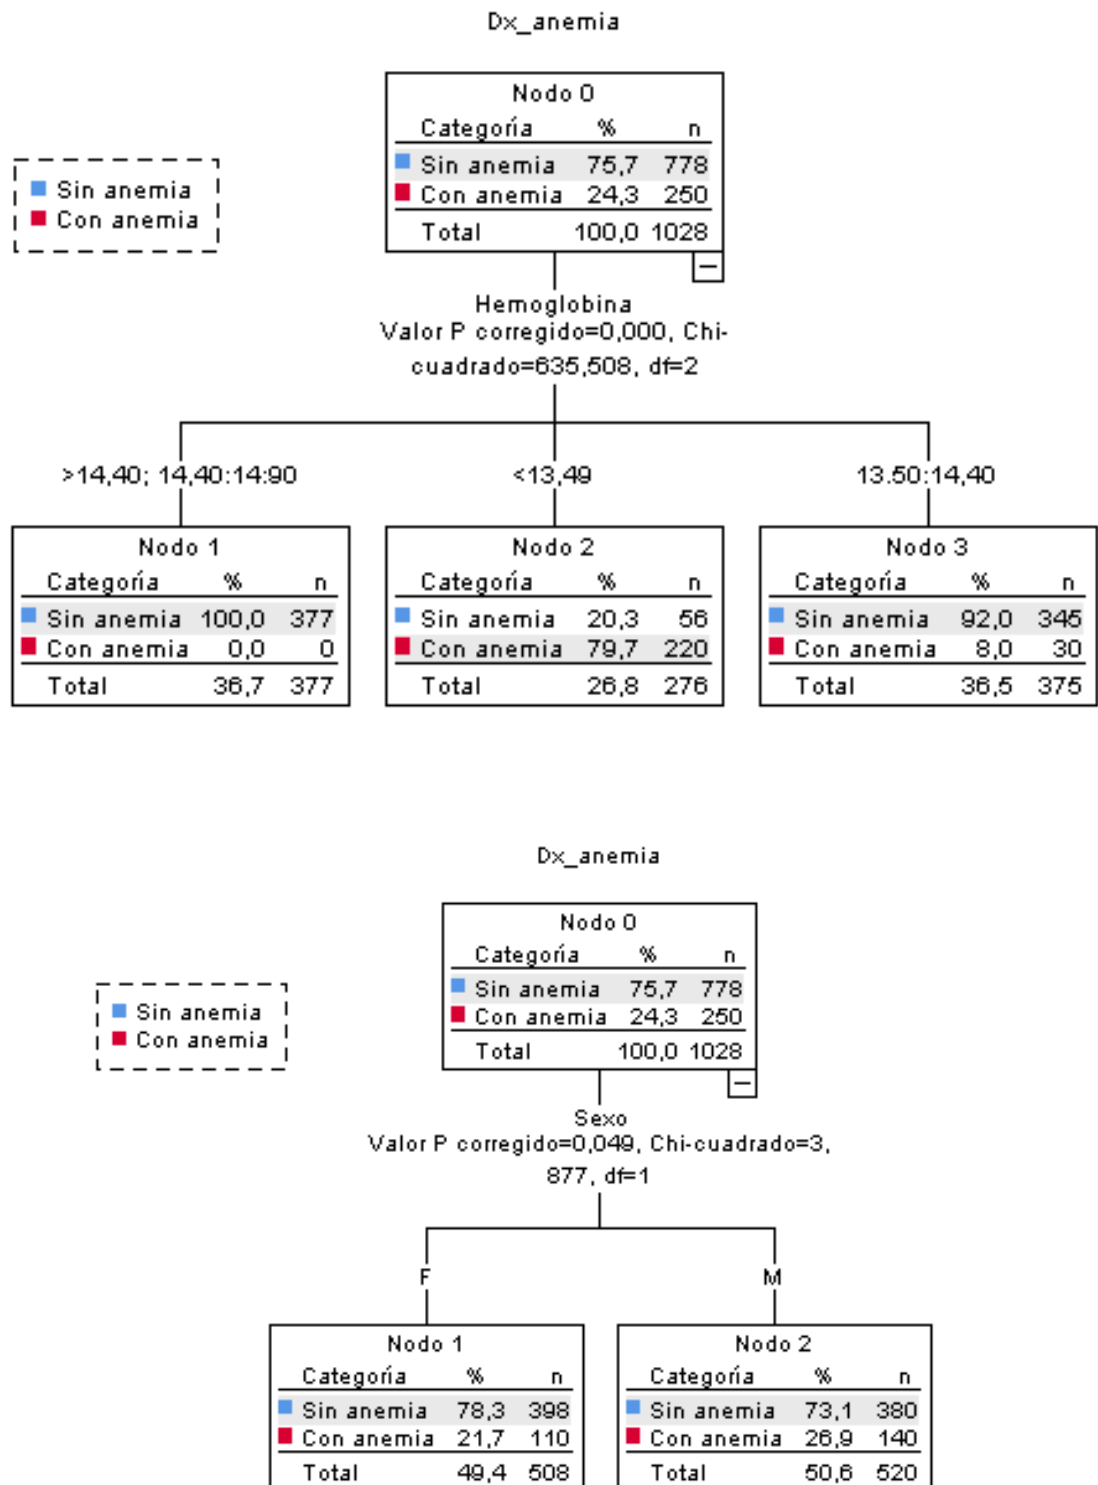 Dx_anemia
Nodo 0
Categoría % n
Sin anemia 75,7 778
Con anemia 24,3 250
Total 100,0 1028
Sin anemia
Con anemia
Hemoglobina
Valor P corregido=0,000, Chi-
cuadrado=635,508, df=2
>14,40; 14,40:14:90
<13,49
13.50:14,40
Nodo 1
Categoría % n
Sin anemia 100,0 377
Con anemia 0,0 0
Total 36,7 377
Nodo 2
Categoría % n
Sin anemia 20,3 56
Con anemia 79,7 220
Total 26,8 276
Nodo 3
Categoría % n
Sin anemia 92,0 345
Con anemia 8,0 30
Total 36,5 375
Dx_anemia
Nodo 0
Categoría % n
Sin anemia 75,7 778
Con anemia 24,3 250
Total 100,0 1028
Sin anemia
Con anemia
Sexo
Valor P corregido=0,049, Chi-cuadrado=3,
877, df=1
F
M
Nodo 1
Categoría % n
Sin anemia 78,3 398
Con anemia 21,7 110
Total 49,4 508
Nodo 2
Categoría % n
Sin anemia 73,1 380
Con anemia 26,9 140
Total 50,6 520